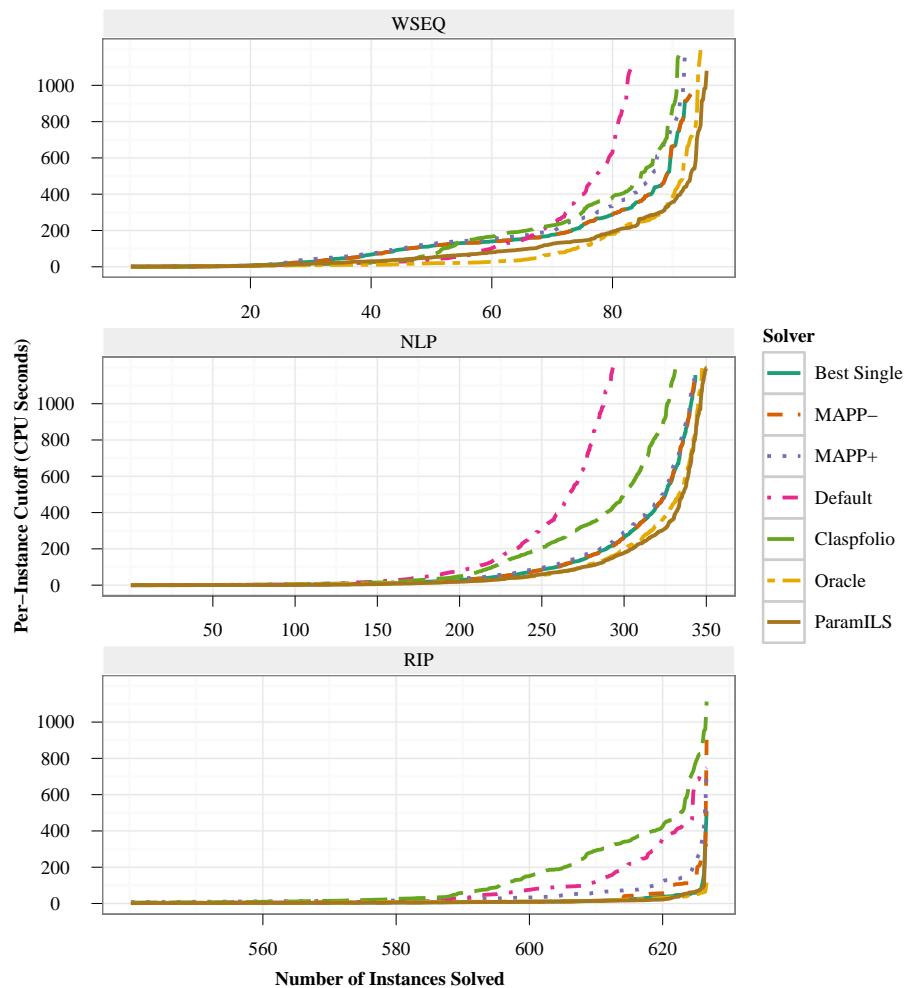 WSEQ
1000
800
600
400
200
0
20
40
60
80
NLP
1000
800
600
400
200
0
50
100
150
200
250
300
350
RIP
1000
800
600
400
200
0
560
580
600
620
Number of Instances Solved
Per−Instance Cutoff (CPU Seconds)
Solver
Best Single
MAPP−
MAPP+
Default
Claspfolio
Oracle
ParamILS